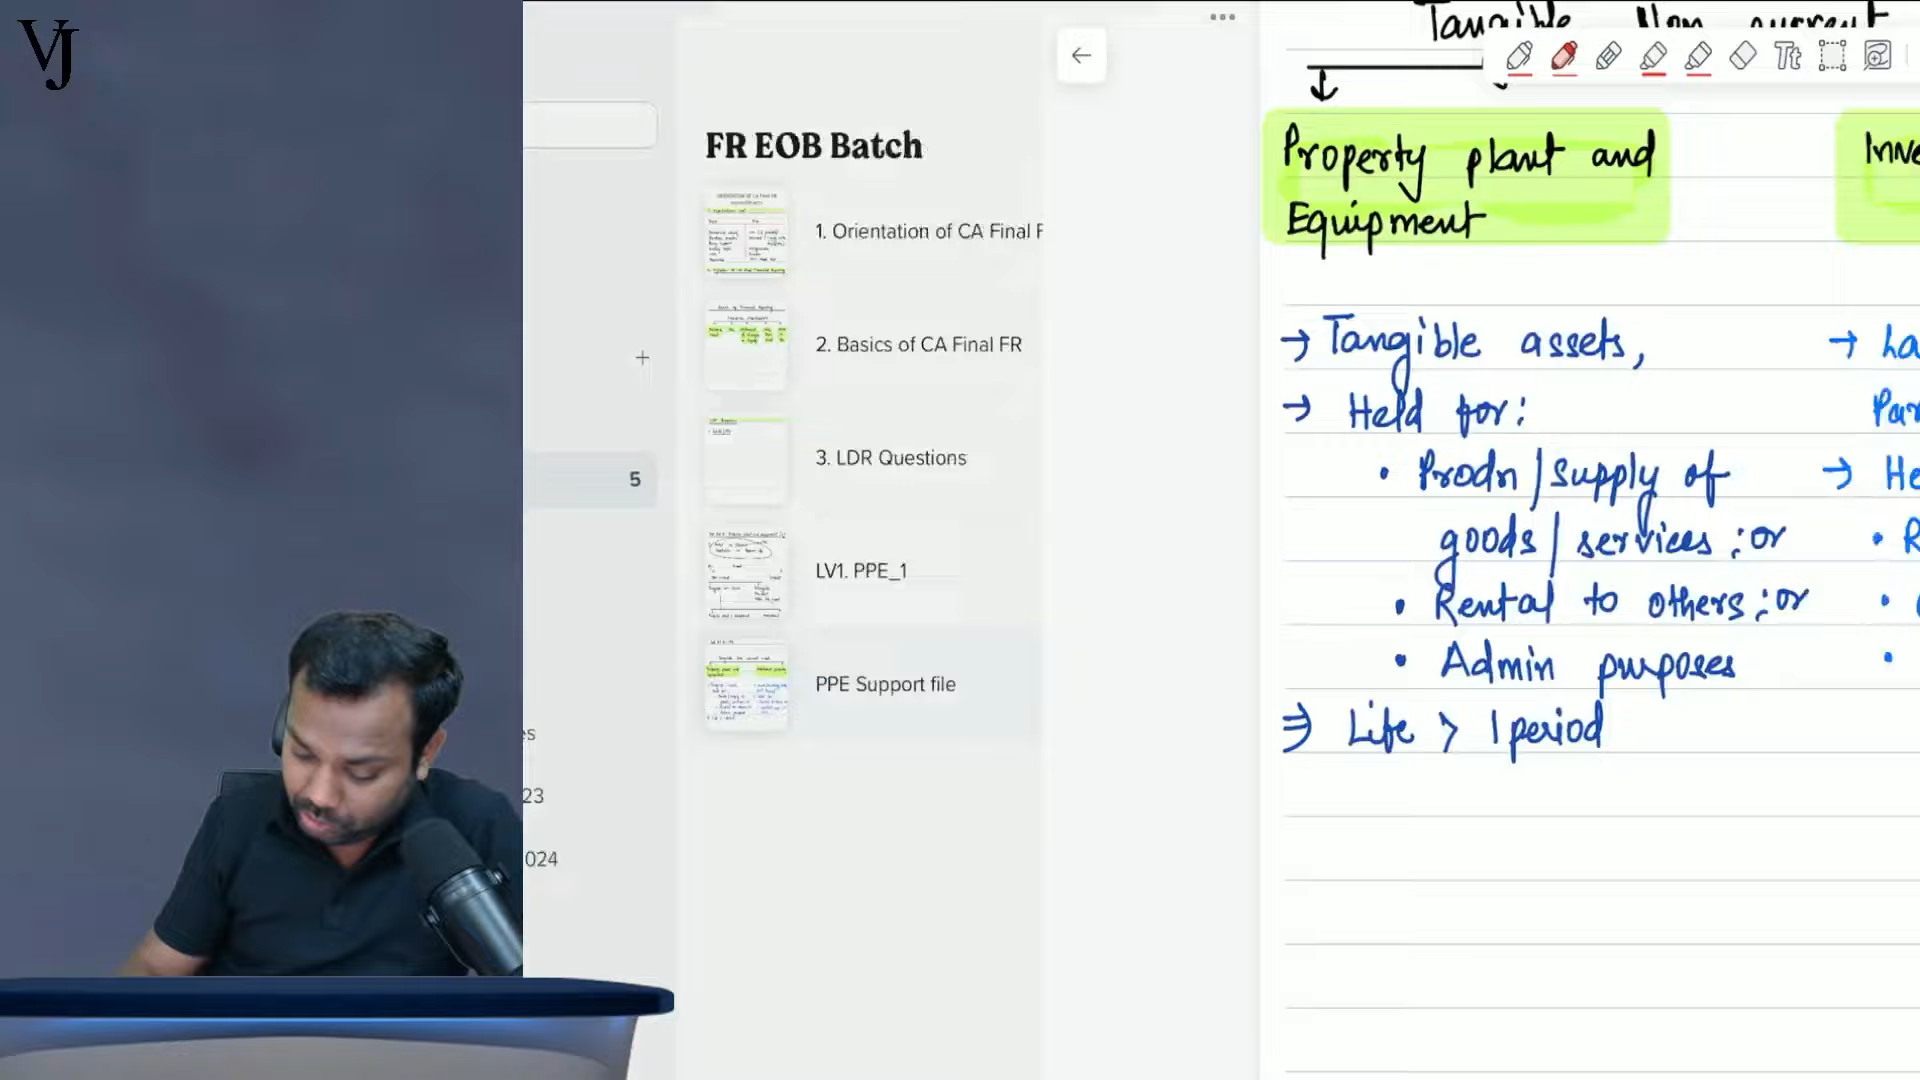 VJ
FR EOB Batch
1. Orientation of CA Final F
2. Basics of CA Final FR
3. LDR Questions
LV1. PPE_1
PPE Support file
5
23
024
Tangible Non current
Tt
Property plant and
Equipment
Inve
→ Tangible assets,
→ Held for:
• Prodn/supply of
goods/services ; or
• Rental to others ; or
• Admin purposes
⇒ Life > 1 period
→ La
Par
→ He
• R